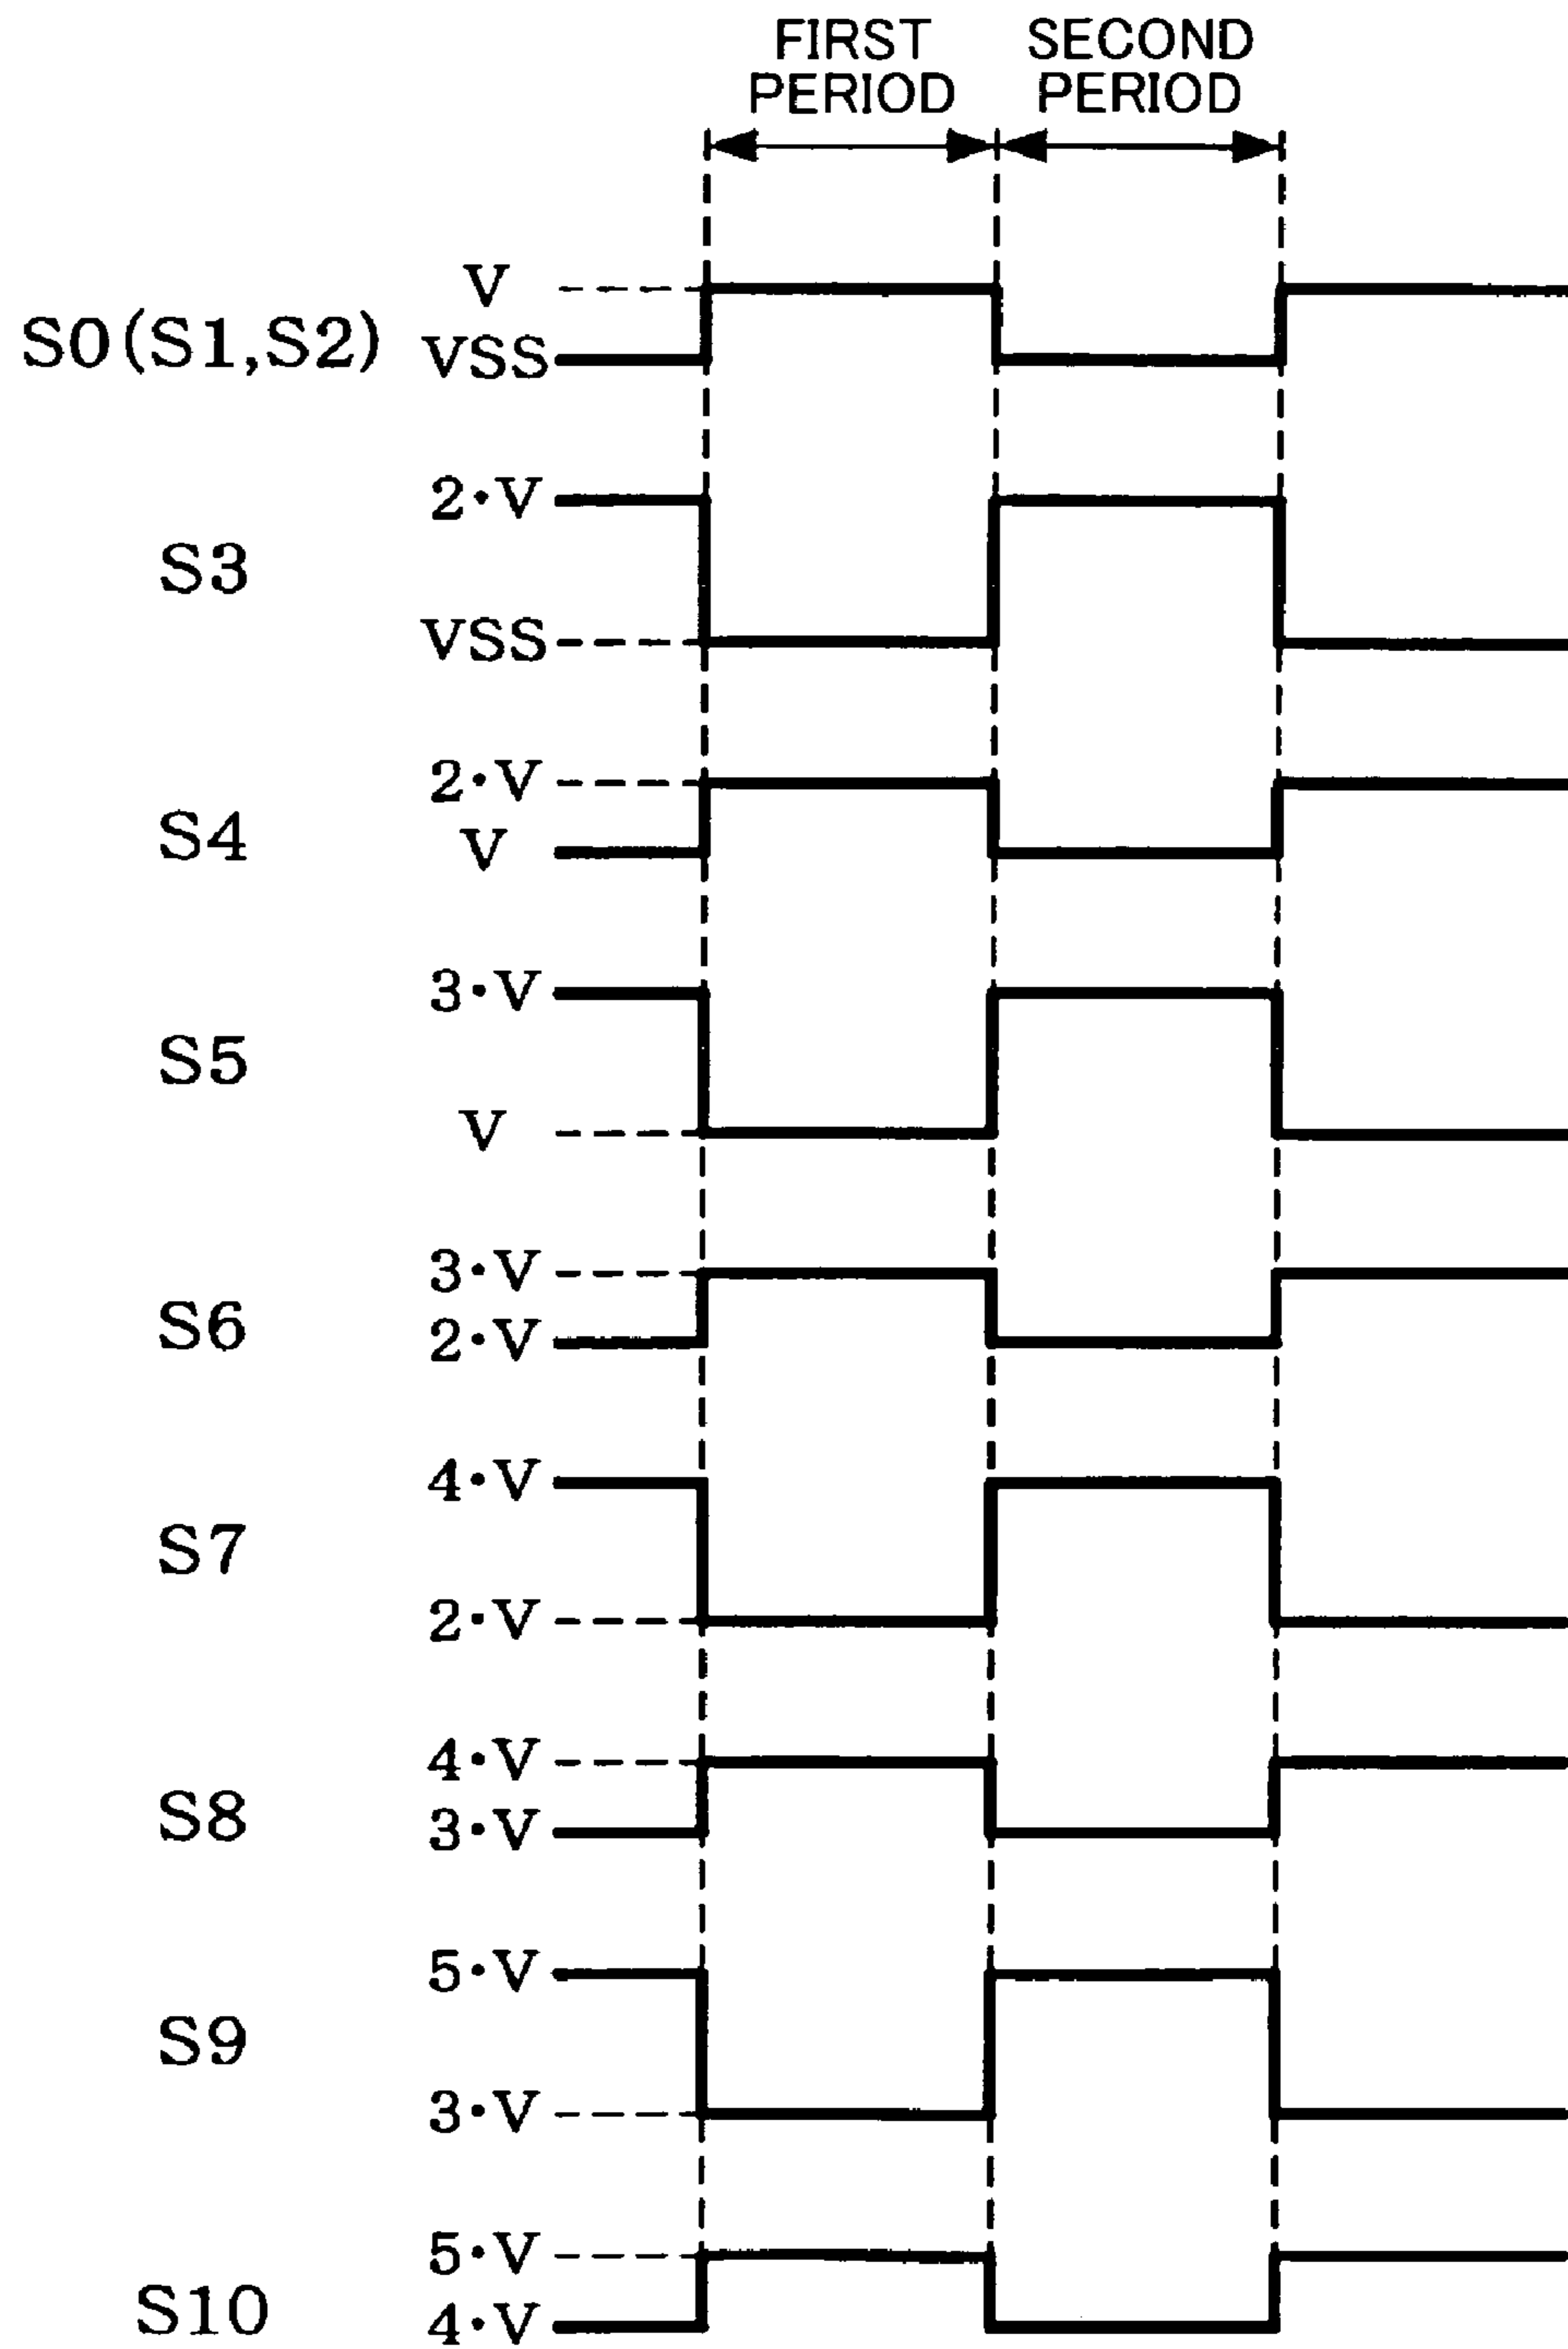 FIRST PERIOD
SECOND PERIOD
S0(S1,S2)
V
VSS
S3
2·V
VSS
S4
2·V
V
S5
3·V
V
S6
3·V
2·V
S7
4·V
2·V
S8
4·V
3·V
S9
5·V
3·V
S10
5·V
4·V